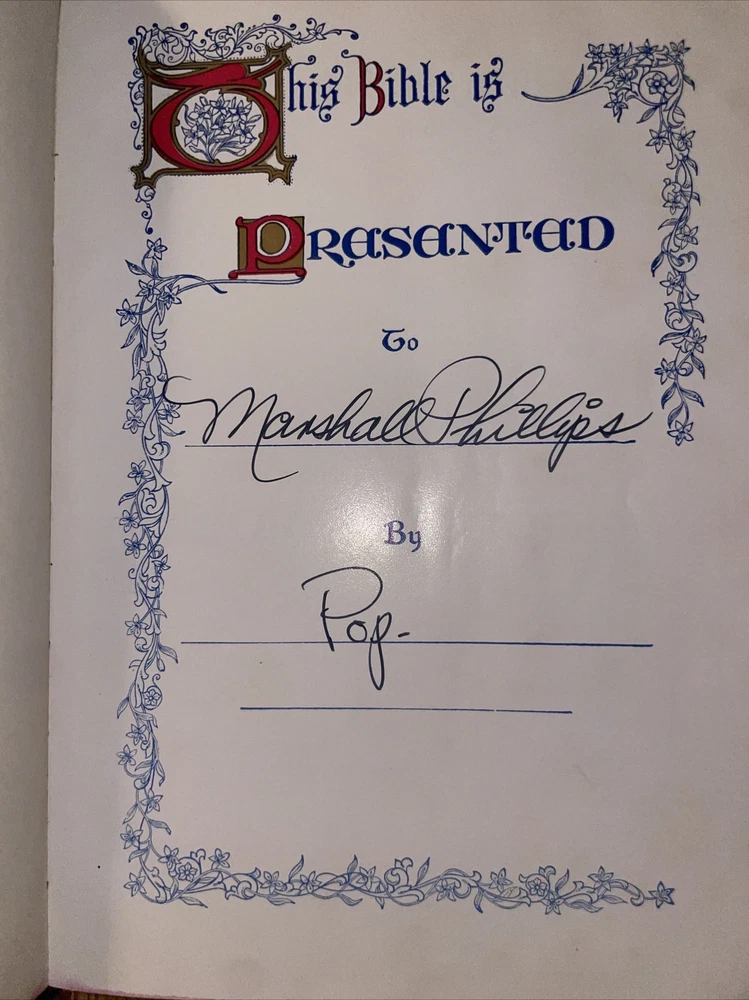 This Bible is
PRESENTED
To
Marshall Phillips
By
Pop-